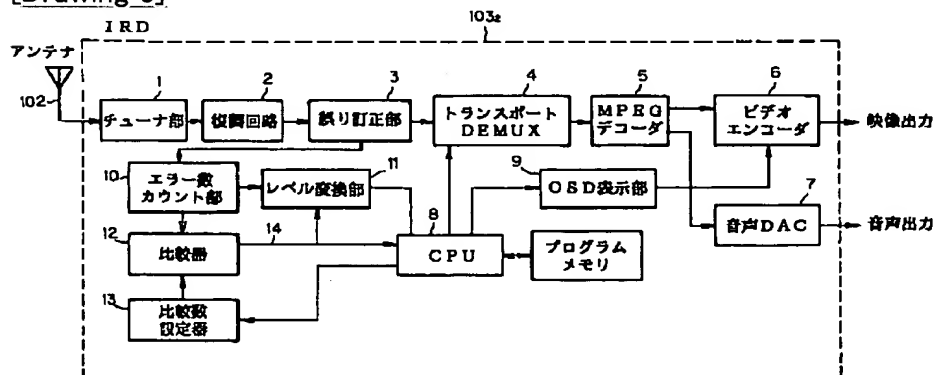 IRD
103₂
アンテナ
102
1
チューナ部
2
復調回路
3
誤り訂正部
4
トランスポート
DEMUX
5
MPEG
デコーダ
6
ビデオ
エンコーダ
映像出力
10
エラー数
カウント部
11
レベル変換部
9
OSD表示部
7
音声DAC
音声出力
12
比較器
14
8
CPU
プログラム
メモリ
13
比較数
設定器